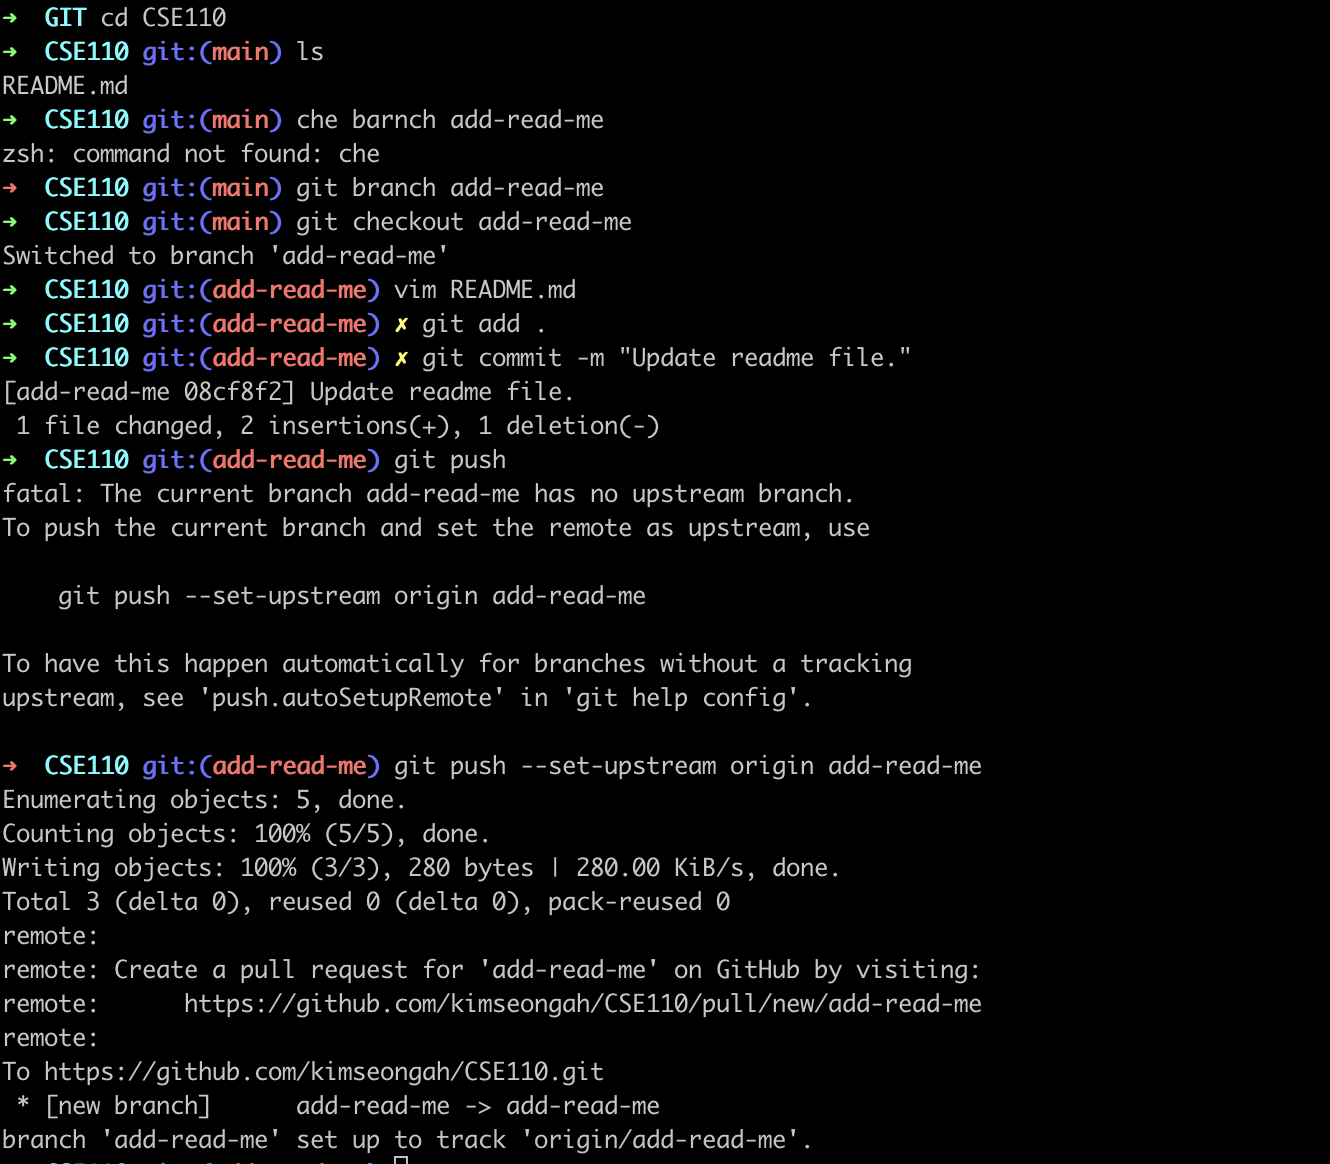 ➜  GIT cd CSE110
➜  CSE110 git:(main) ls
README.md
➜  CSE110 git:(main) che barnch add-read-me
zsh: command not found: che
➜  CSE110 git:(main) git branch add-read-me
➜  CSE110 git:(main) git checkout add-read-me
Switched to branch 'add-read-me'
➜  CSE110 git:(add-read-me) vim README.md
➜  CSE110 git:(add-read-me) ✗ git add .
➜  CSE110 git:(add-read-me) ✗ git commit -m "Update readme file."
[add-read-me 08cf8f2] Update readme file.
 1 file changed, 2 insertions(+), 1 deletion(-)
➜  CSE110 git:(add-read-me) git push
fatal: The current branch add-read-me has no upstream branch.
To push the current branch and set the remote as upstream, use

    git push --set-upstream origin add-read-me

To have this happen automatically for branches without a tracking
upstream, see 'push.autoSetupRemote' in 'git help config'.

➜  CSE110 git:(add-read-me) git push --set-upstream origin add-read-me
Enumerating objects: 5, done.
Counting objects: 100% (5/5), done.
Writing objects: 100% (3/3), 280 bytes | 280.00 KiB/s, done.
Total 3 (delta 0), reused 0 (delta 0), pack-reused 0
remote:
remote: Create a pull request for 'add-read-me' on GitHub by visiting:
remote:      https://github.com/kimseongah/CSE110/pull/new/add-read-me
remote:
To https://github.com/kimseongah/CSE110.git
 * [new branch]      add-read-me -> add-read-me
branch 'add-read-me' set up to track 'origin/add-read-me'.